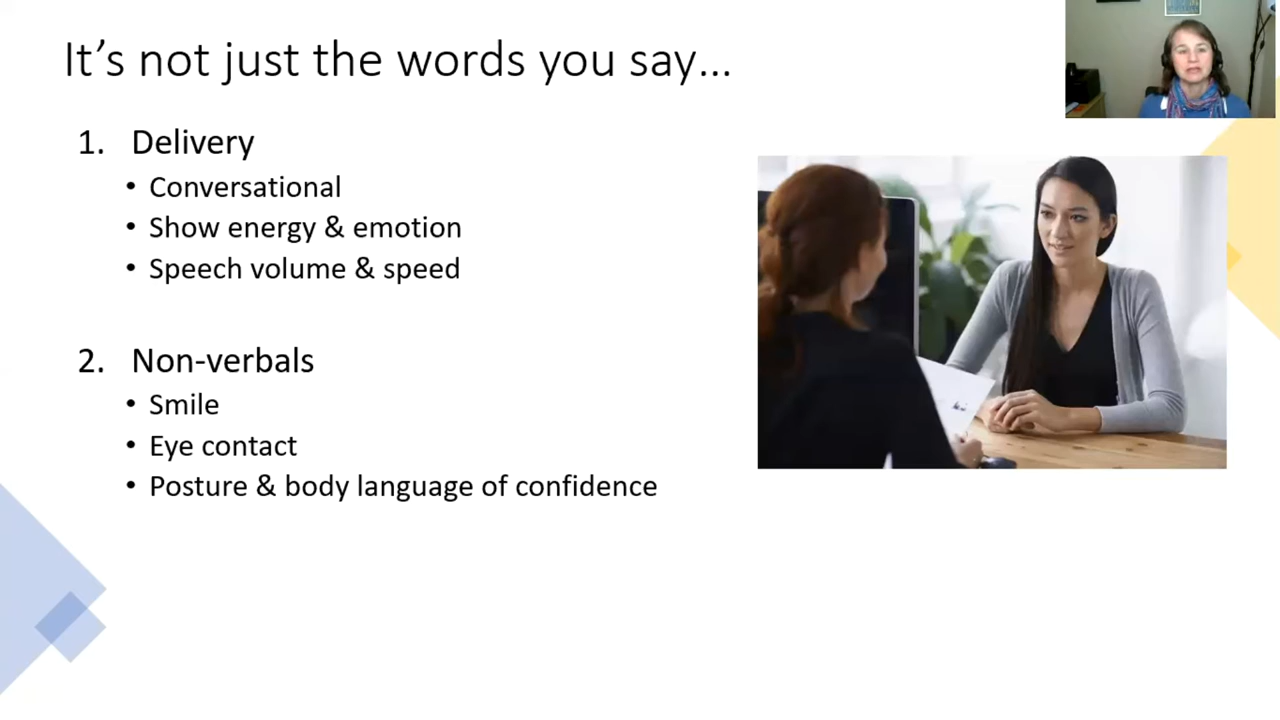 It’s not just the words you say…
1. Delivery
• Conversational
• Show energy & emotion
• Speech volume & speed
2. Non-verbals
• Smile
• Eye contact
• Posture & body language of confidence